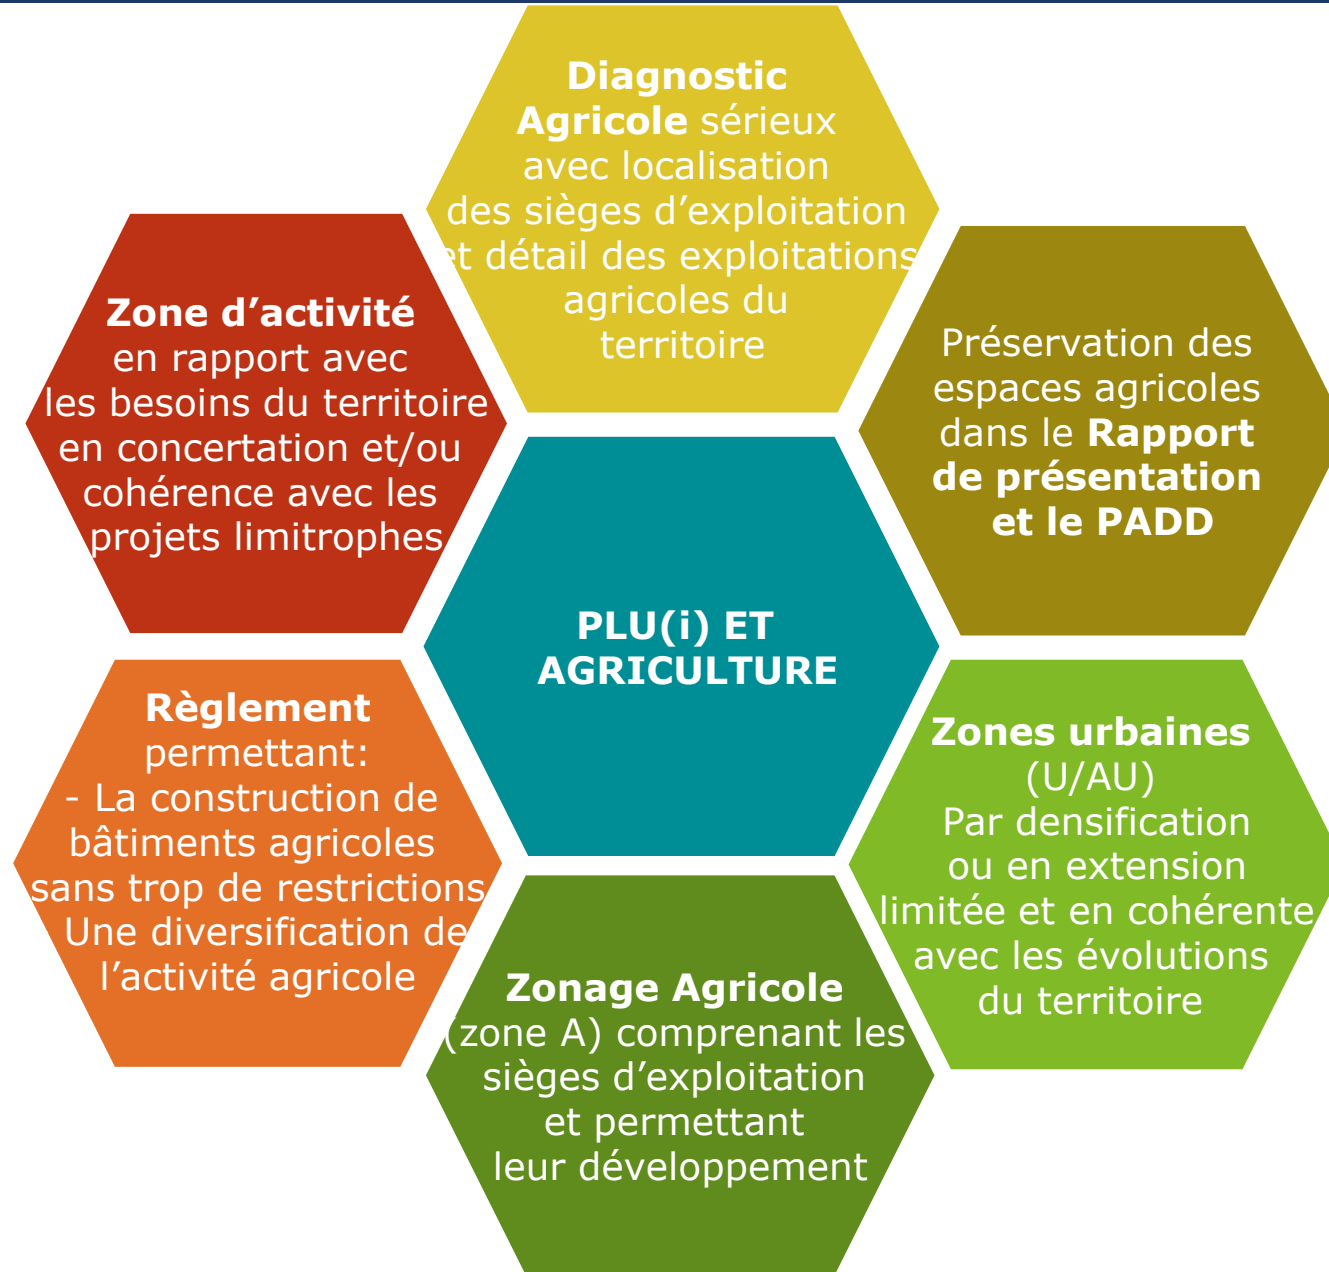 Diagnostic
Agricole sérieux
avec localisation
des sièges d’exploitation
et détail des exploitations
agricoles du
territoire
Zone d’activité
en rapport avec
les besoins du territoire
en concertation et/ou
cohérence avec les
projets limitrophes
Préservation des
espaces agricoles
dans le Rapport
de présentation
et le PADD
PLU(i) ET
AGRICULTURE
Règlement
permettant:
- La construction de
bâtiments agricoles
sans trop de restrictions
Une diversification de
l’activité agricole
Zones urbaines
(U/AU)
Par densification
ou en extension
limitée et en cohérente
avec les évolutions
du territoire
Zonage Agricole
(zone A) comprenant les
sièges d’exploitation
et permettant
leur développement